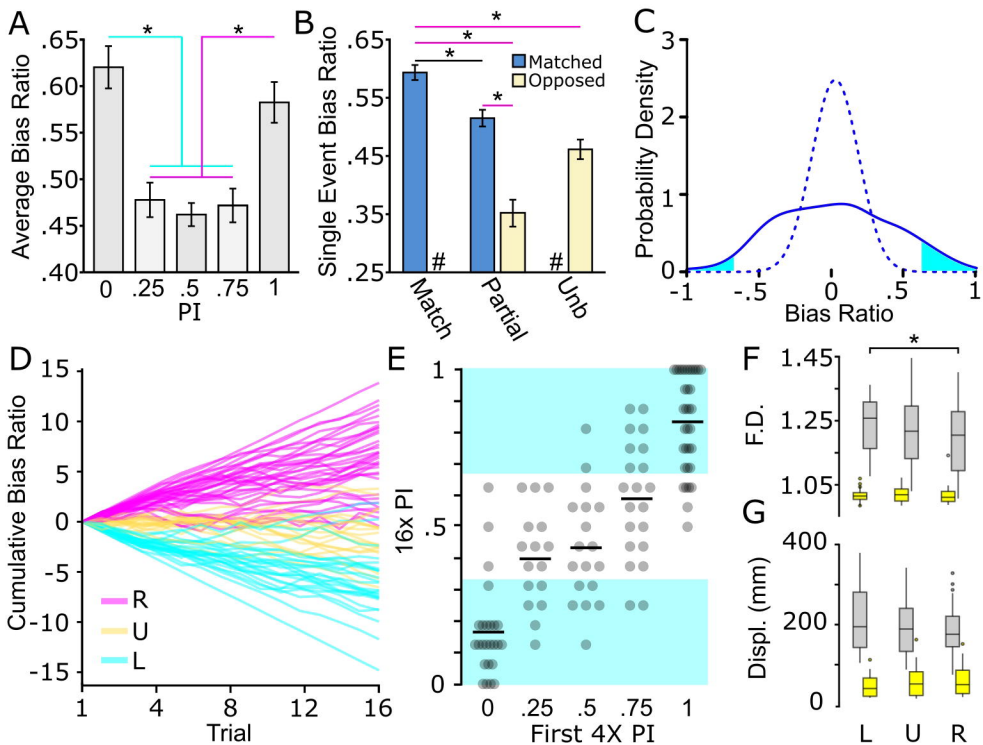 A
Average Bias Ratio
.65
.60
.55
.50
.45
.40
*
*
0 .25 .5 .75 1
PI
B
Single Event Bias Ratio
.65
.55
.45
.35
.25
*
*
*
*
Matched
Opposed
#
#
Match
Partial
Unb
C
Probability Density
3
2
1
0
-1 -.5 0 .5 1
Bias Ratio
D
Cumulative Bias Ratio
15
10
5
0
-5
-10
-15
R
U
L
1 4 8 12 16
Trial
E
16x PI
1
.5
0
0 .25 .5 .75 1
First 4X PI
F
F.D.
1.45
1.25
1.05
*
G
Displ. (mm)
400
200
0
L U R